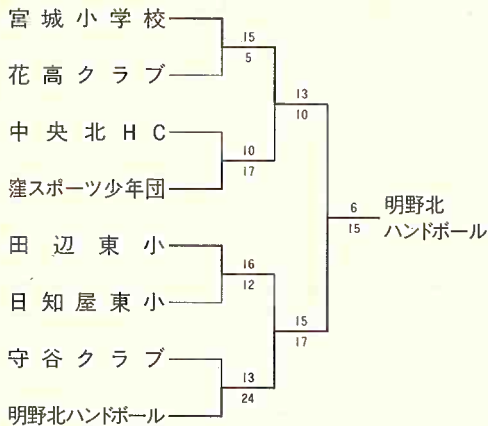 宮城小学校
15
5
花高クラブ
13
10
中央北HC
10
17
窪スポーツ少年団
6
15
明野北
ハンドボール
田辺東小
16
12
日知屋東小
15
17
守谷クラブ
13
24
明野北ハンドボール